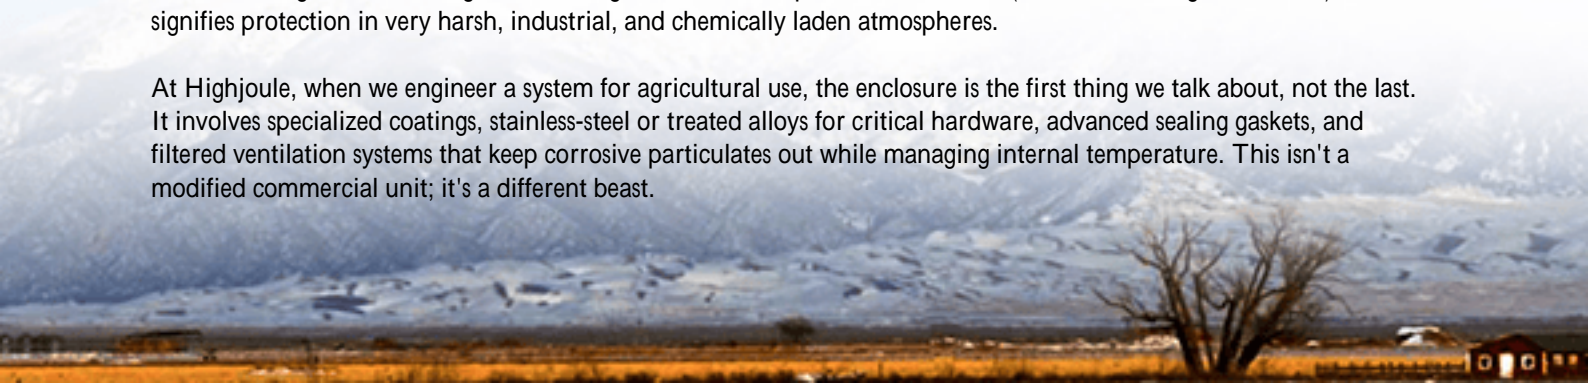 signifies protection in very harsh, industrial, and chemically laden atmospheres.
At Highjoule, when we engineer a system for agricultural use, the enclosure is the first thing we talk about, not the last.
It involves specialized coatings, stainless-steel or treated alloys for critical hardware, advanced sealing gaskets, and
filtered ventilation systems that keep corrosive particulates out while managing internal temperature. This isn't a
modified commercial unit; it's a different beast.